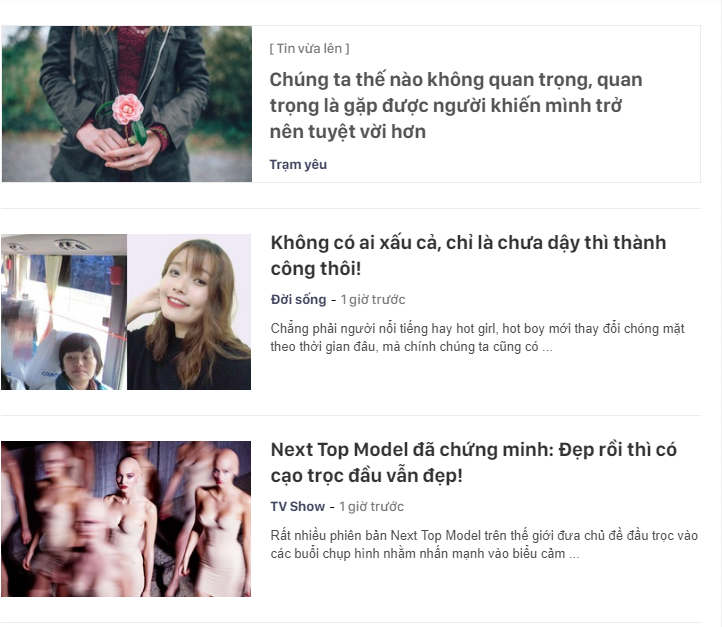 [ Tin vừa lên ]
Chúng ta thế nào không quan trọng, quan
trọng là gặp được người khiến mình trở
nên tuyệt vời hơn
Trạm yêu
Không có ai xấu cả, chỉ là chưa dậy thì thành
công thôi!
Đời sống - 1 giờ trước
Chẳng phải người nổi tiếng hay hot girl, hot boy mới thay đổi chóng mặt
theo thời gian đâu, mà chính chúng ta cũng có ...
Next Top Model đã chứng minh: Đẹp rồi thì có
cạo trọc đầu vẫn đẹp!
TV Show - 1 giờ trước
Rất nhiều phiên bản Next Top Model trên thế giới đưa chủ đề đầu trọc vào
các buổi chụp hình nhằm nhấn mạnh vào biểu cảm ...